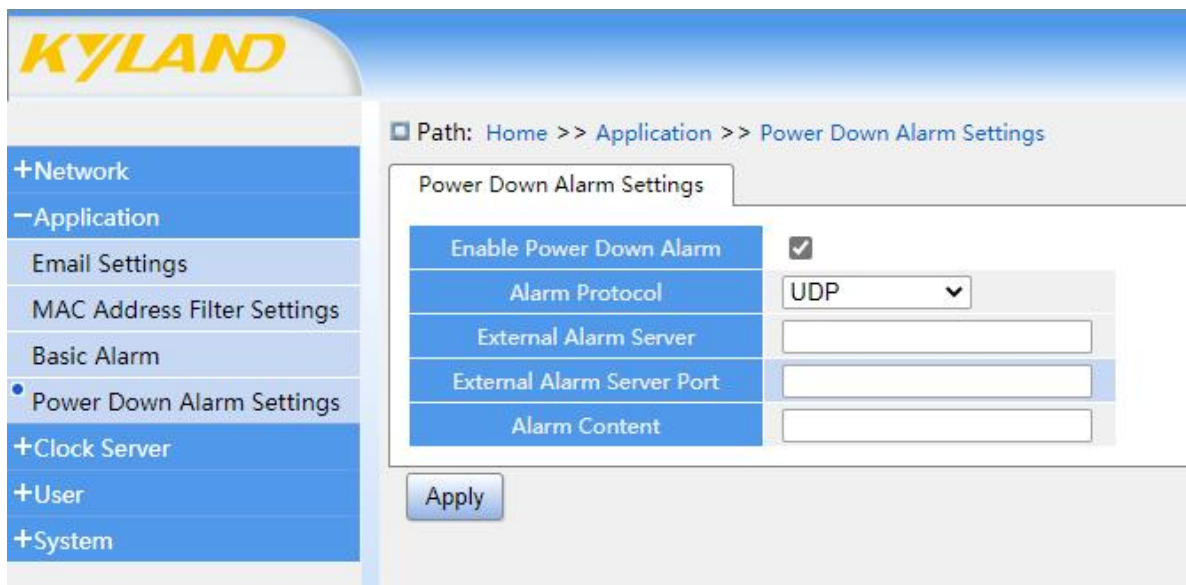 KYLAND
Path: Home >> Application >> Power Down Alarm Settings
+Network
−Application
Email Settings
MAC Address Filter Settings
Basic Alarm
Power Down Alarm Settings
+Clock Server
+User
+System
Power Down Alarm Settings
Enable Power Down Alarm
Alarm Protocol UDP
External Alarm Server
External Alarm Server Port
Alarm Content
Apply